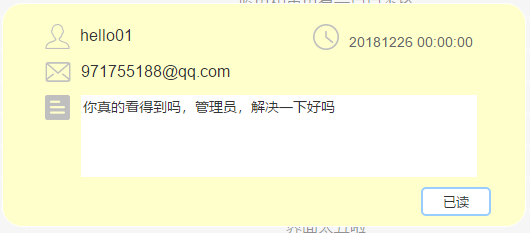 hello01
20181226 00:00:00
971755188@qq.com
你真的看得到吗，管理员，解决一下好吗
已读